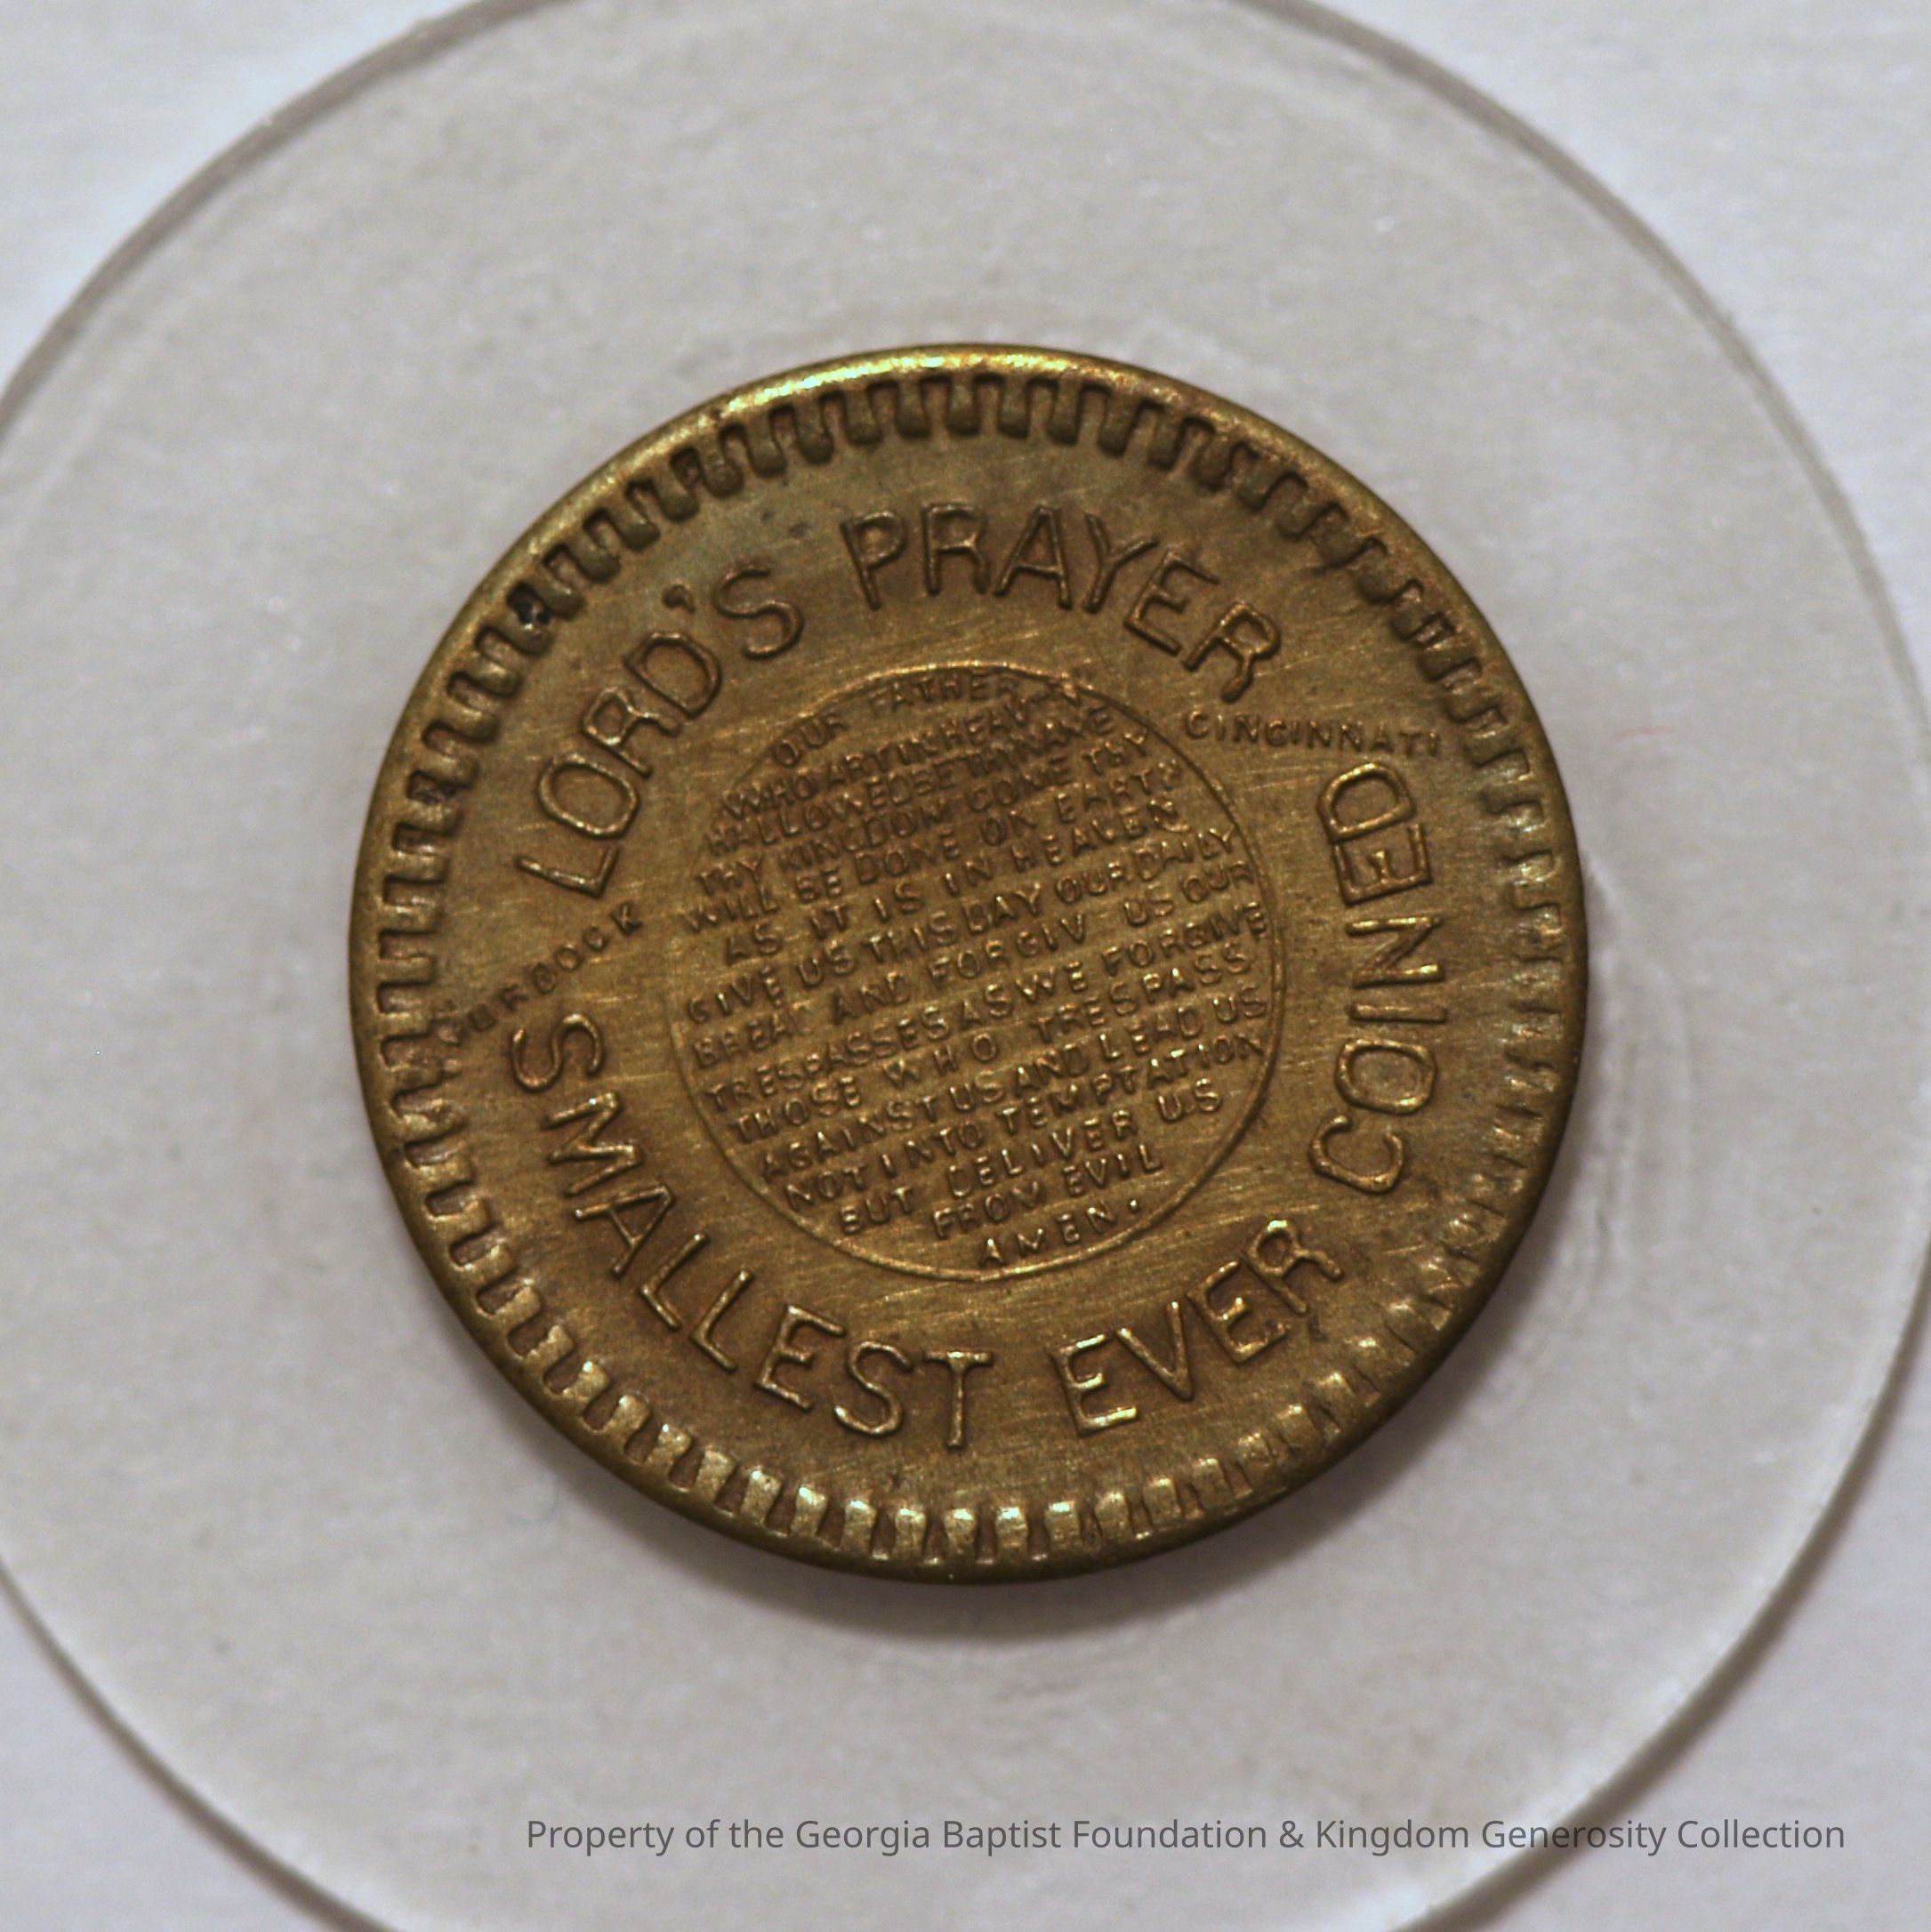 LORD'S PRAYER
SMALLEST EVER COINED
CINCINNATI
OUR FATHER
WHO ART IN HEAVEN
HALLOWED BE THY NAME
THY KINGDOM COME THY
WILL BE DONE ON EARTH
AS IT IS IN HEAVEN
GIVE US THIS DAY OUR DAILY
AND FORGIV US OUR
TRESPASSES AS WE FORGIVE
THOSE WHO TRESPASS
AGAINST US AND LEAD US
NOT INTO TEMPTATION
BUT DELIVER US
FROM EVIL
AMEN.
Property of the Georgia Baptist Foundation & Kingdom Generosity Collection